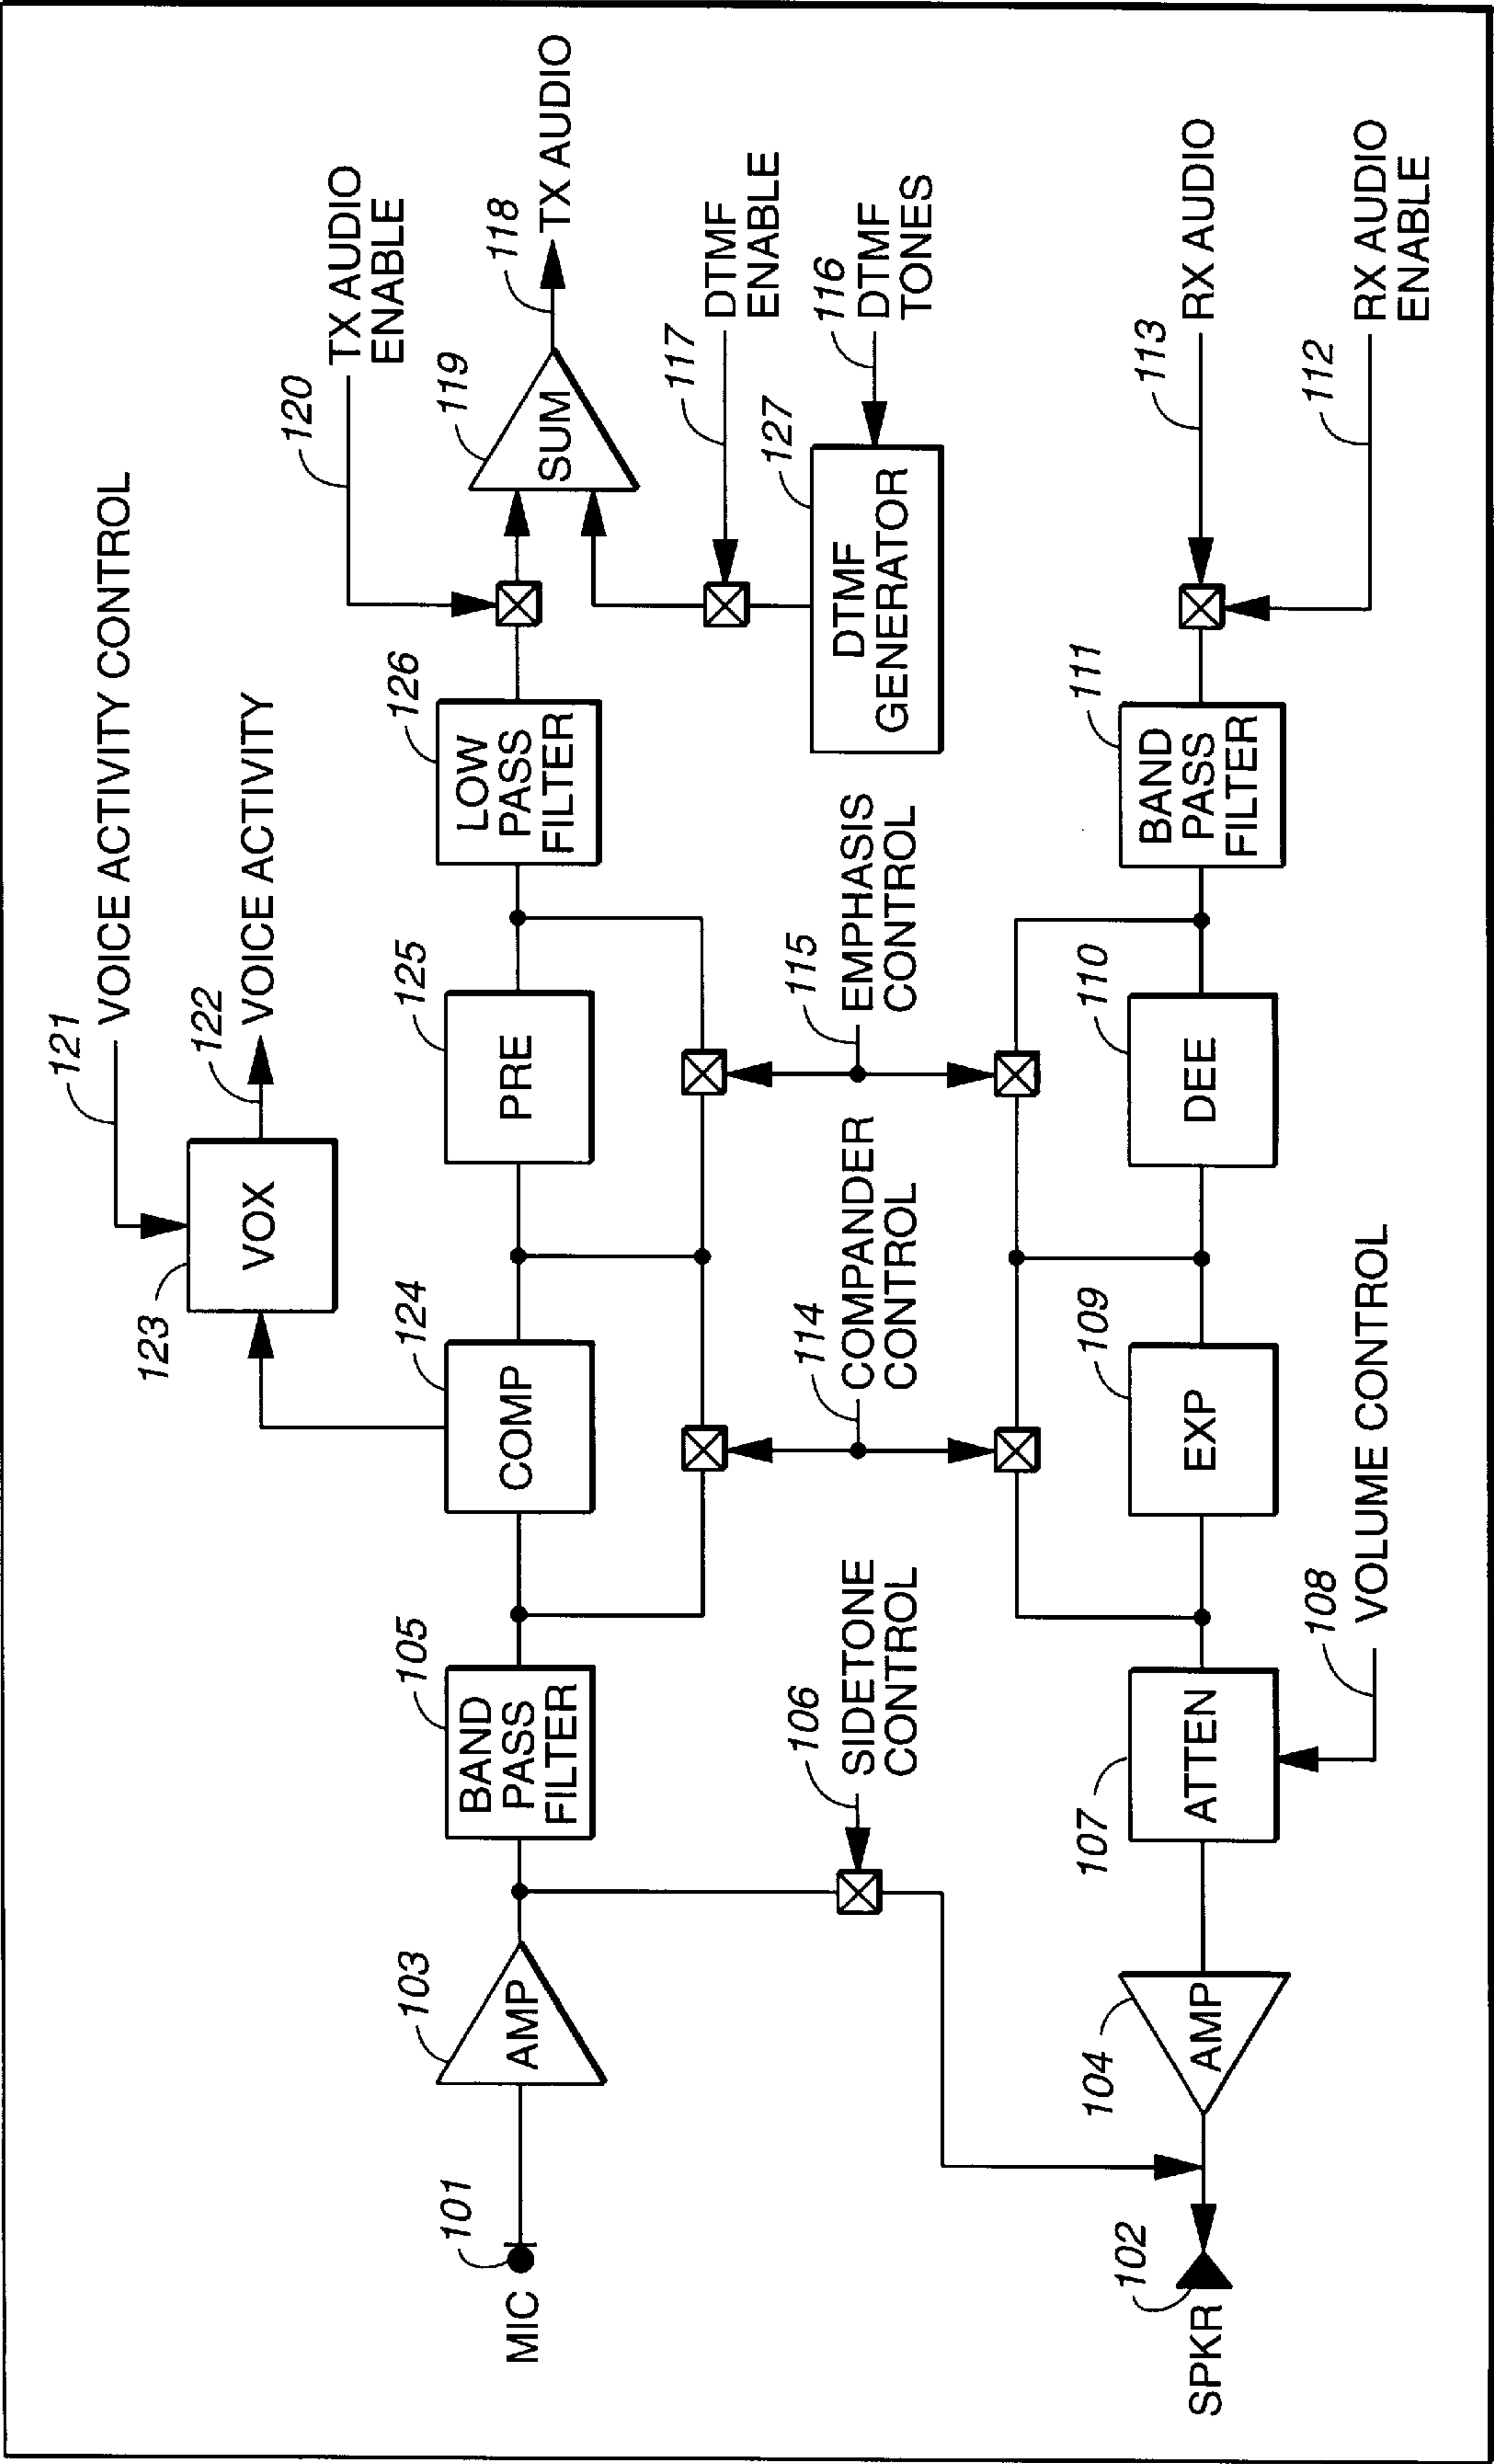 121
VOICE ACTIVITY CONTROL
122
VOICE ACTIVITY
123
VOX
120
TX AUDIO
ENABLE
101
MIC
103
AMP
105
BAND
PASS
FILTER
124
COMP
125
PRE
126
LOW
PASS
FILTER
119
SUM
118
TX AUDIO
117
DTMF
ENABLE
106
SIDETONE
CONTROL
114
COMPANDER
CONTROL
115
EMPHASIS
CONTROL
127
DTMF
GENERATOR
116
DTMF
TONES
102
SPKR
104
AMP
107
ATTEN
109
EXP
110
DEE
111
BAND
PASS
FILTER
113
RX AUDIO
108
VOLUME CONTROL
112
RX AUDIO
ENABLE